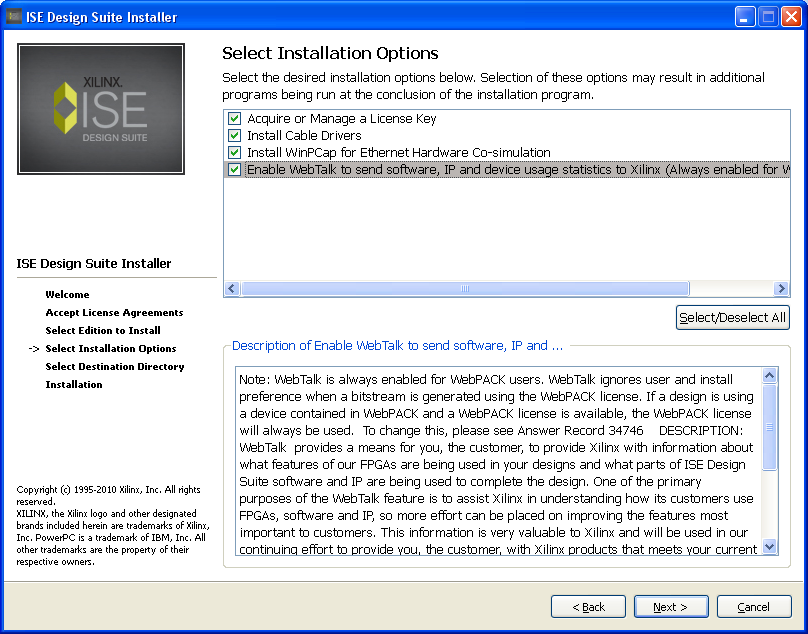 ISE Design Suite Installer
XILINX.
ISE
DESIGN SUITE
Select Installation Options
Select the desired installation options below. Selection of these options may result in additional
programs being run at the conclusion of the installation program.
Acquire or Manage a License Key
Install Cable Drivers
Install WinPCap for Ethernet Hardware Co-simulation
Enable WebTalk to send software, IP and device usage statistics to Xilinx (Always enabled for W
Select/Deselect All
ISE Design Suite Installer
Welcome
Accept License Agreements
Select Edition to Install
-> Select Installation Options
Select Destination Directory
Installation
Description of Enable WebTalk to send software, IP and ...
Note: WebTalk is always enabled for WebPACK users. WebTalk ignores user and install
preference when a bitstream is generated using the WebPACK license. If a design is using
a device contained in WebPACK and a WebPACK license is available, the WebPACK license
will always be used.  To change this, please see Answer Record 34746    DESCRIPTION:
WebTalk  provides a means for you, the customer, to provide Xilinx with information about
what features of our FPGAs are being used in your designs and what parts of ISE Design
Suite software and IP are being used to complete the design. One of the primary
purposes of the WebTalk feature is to assist Xilinx in understanding how its customers use
FPGAs, software and IP, so more effort can be placed on improving the features most
important to customers. This information is very valuable to Xilinx and will be used in our
continuing effort to provide you, the customer, with Xilinx products that meets your current
Copyright (c) 1995-2010 Xilinx, Inc. All rights
reserved.
XILINX, the Xilinx logo and other designated
brands included herein are trademarks of Xilinx,
Inc. PowerPC is a trademark of IBM, Inc. All
other trademarks are the property of their
respective owners.
< Back
Next >
Cancel